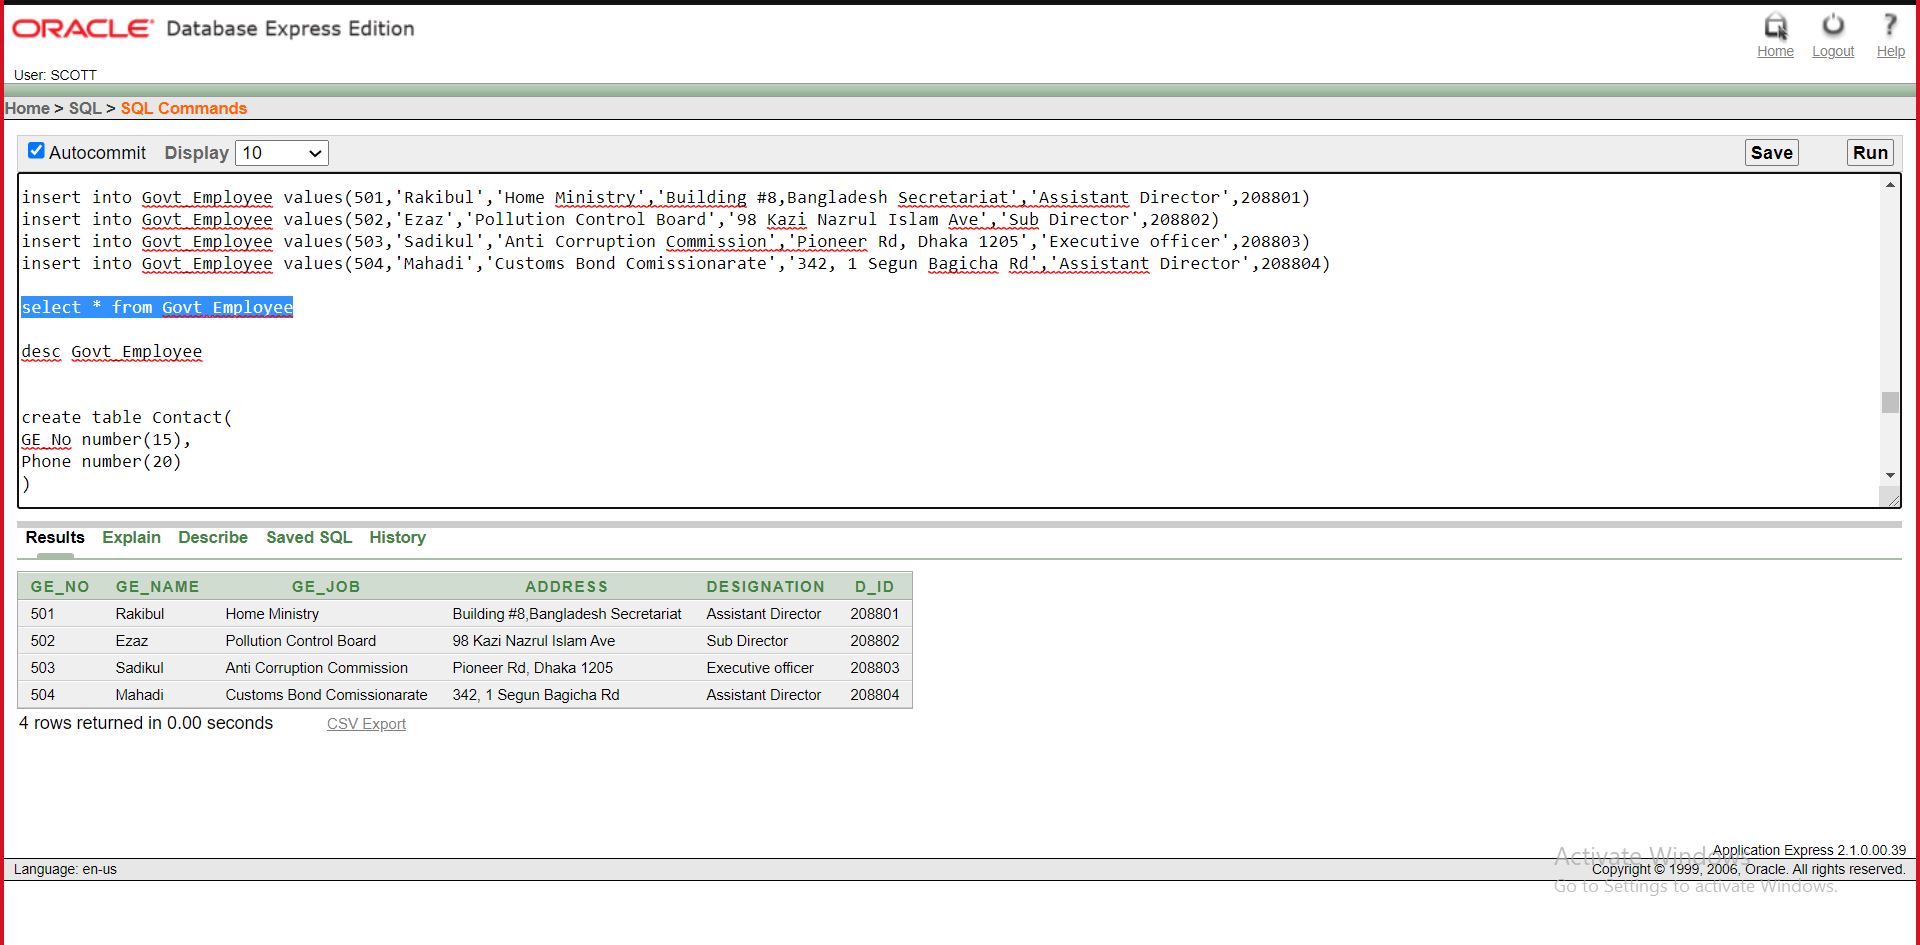 ORACLE® Database Express Edition
Home Logout Help
User: SCOTT
Home > SQL > SQL Commands
Autocommit Display 10 Save Run
insert into Govt_Employee values(501,'Rakibul','Home Ministry','Building #8,Bangladesh Secretariat','Assistant Director',208801)
insert into Govt_Employee values(502,'Ezaz','Pollution Control Board','98 Kazi Nazrul Islam Ave','Sub Director',208802)
insert into Govt_Employee values(503,'Sadikul','Anti Corruption Commission','Pioneer Rd, Dhaka 1205','Executive officer',208803)
insert into Govt_Employee values(504,'Mahadi','Customs Bond Comissionarate','342, 1 Segun Bagicha Rd','Assistant Director',208804)
select * from Govt_Employee
desc Govt_Employee
create table Contact(
GE_No number(15),
Phone number(20)
)
Results Explain Describe Saved SQL History
GE_NO GE_NAME GE_JOB ADDRESS DESIGNATION D_ID
501 Rakibul Home Ministry Building #8,Bangladesh Secretariat Assistant Director 208801
502 Ezaz Pollution Control Board 98 Kazi Nazrul Islam Ave Sub Director 208802
503 Sadikul Anti Corruption Commission Pioneer Rd, Dhaka 1205 Executive officer 208803
504 Mahadi Customs Bond Comissionarate 342, 1 Segun Bagicha Rd Assistant Director 208804
4 rows returned in 0.00 seconds CSV Export
Application Express 2.1.0.00.39
Activate Windows
Language: en-us Copyright © 1999, 2006, Oracle. All rights reserved.
Go to Settings to activate Windows.